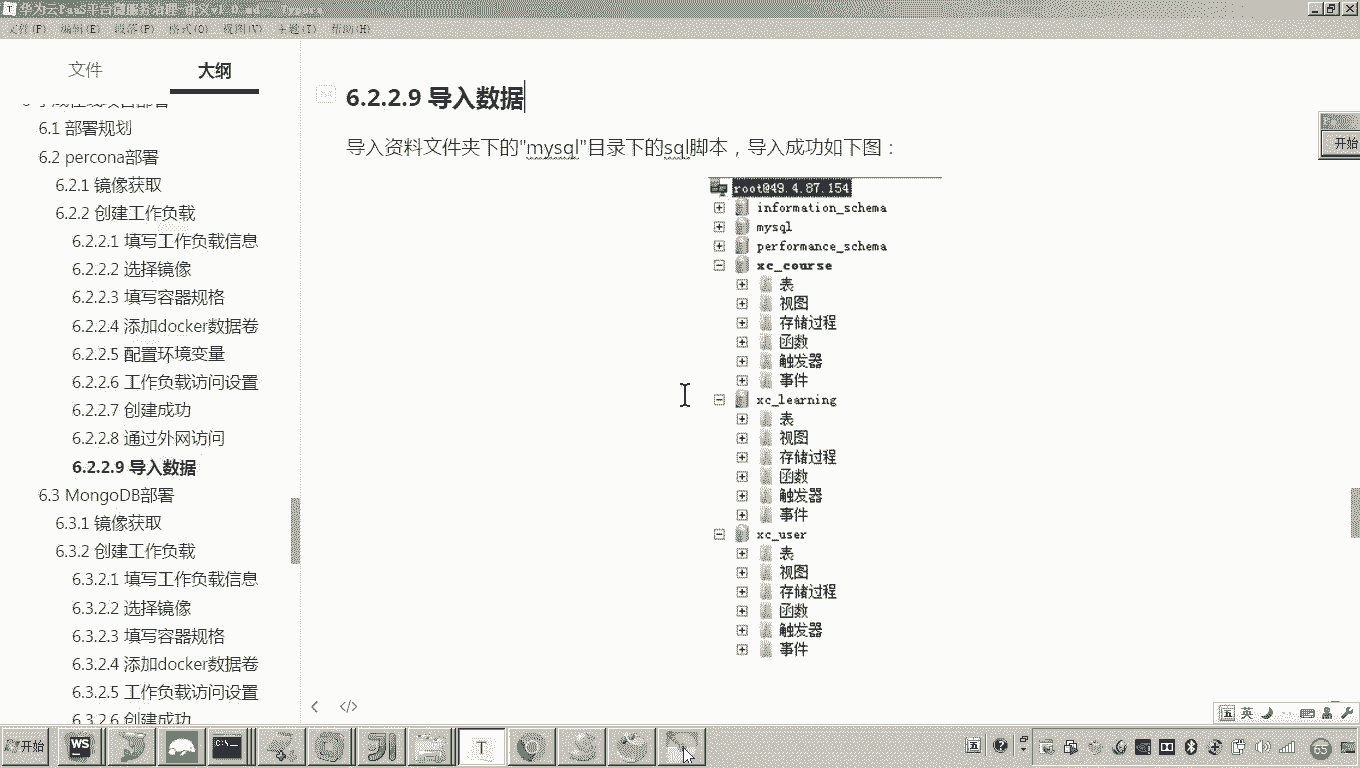 华为云PaaS平台微服务治理-讲义v1.0.md - Typora
文件(F) 编辑(E) 段落(P) 格式(O) 视图(V) 主题(T) 帮助(H)
文件 大纲
6.1 部署规划
6.2 percona部署
6.2.1 镜像获取
6.2.2 创建工作负载
6.2.2.1 填写工作负载信息
6.2.2.2 选择镜像
6.2.2.3 填写容器规格
6.2.2.4 添加docker数据卷
6.2.2.5 配置环境变量
6.2.2.6 工作负载访问设置
6.2.2.7 创建成功
6.2.2.8 通过外网访问
6.2.2.9 导入数据
6.3 MongoDB部署
6.3.1 镜像获取
6.3.2 创建工作负载
6.3.2.1 填写工作负载信息
6.3.2.2 选择镜像
6.3.2.3 填写容器规格
6.3.2.4 添加docker数据卷
6.3.2.5 工作负载访问设置
6.3.2.6 创建成功
6.2.2.9 导入数据
导入资料文件夹下的"mysql"目录下的sql脚本，导入成功如下图：
root@49.4.87.154
information_schema
mysql
performance_schema
xc_course
表
视图
存储过程
函数
触发器
事件
xc_learning
表
视图
存储过程
函数
触发器
事件
xc_user
表
视图
存储过程
函数
触发器
事件
开始
</>
五 英
开始
WS
C:\
T
五
65